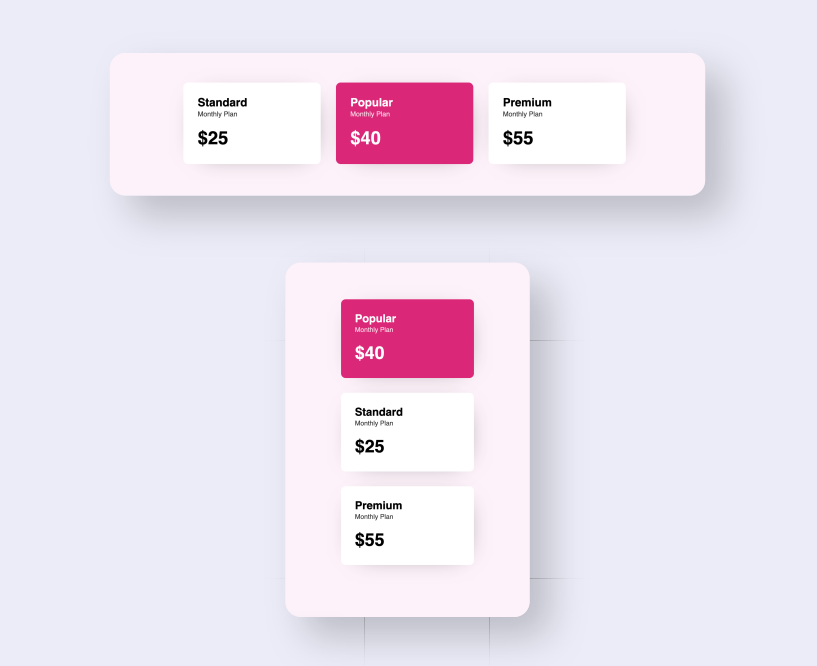 Standard
Monthly Plan
$25
Popular
Monthly Plan
$40
Premium
Monthly Plan
$55
Popular
Monthly Plan
$40
Standard
Monthly Plan
$25
Premium
Monthly Plan
$55